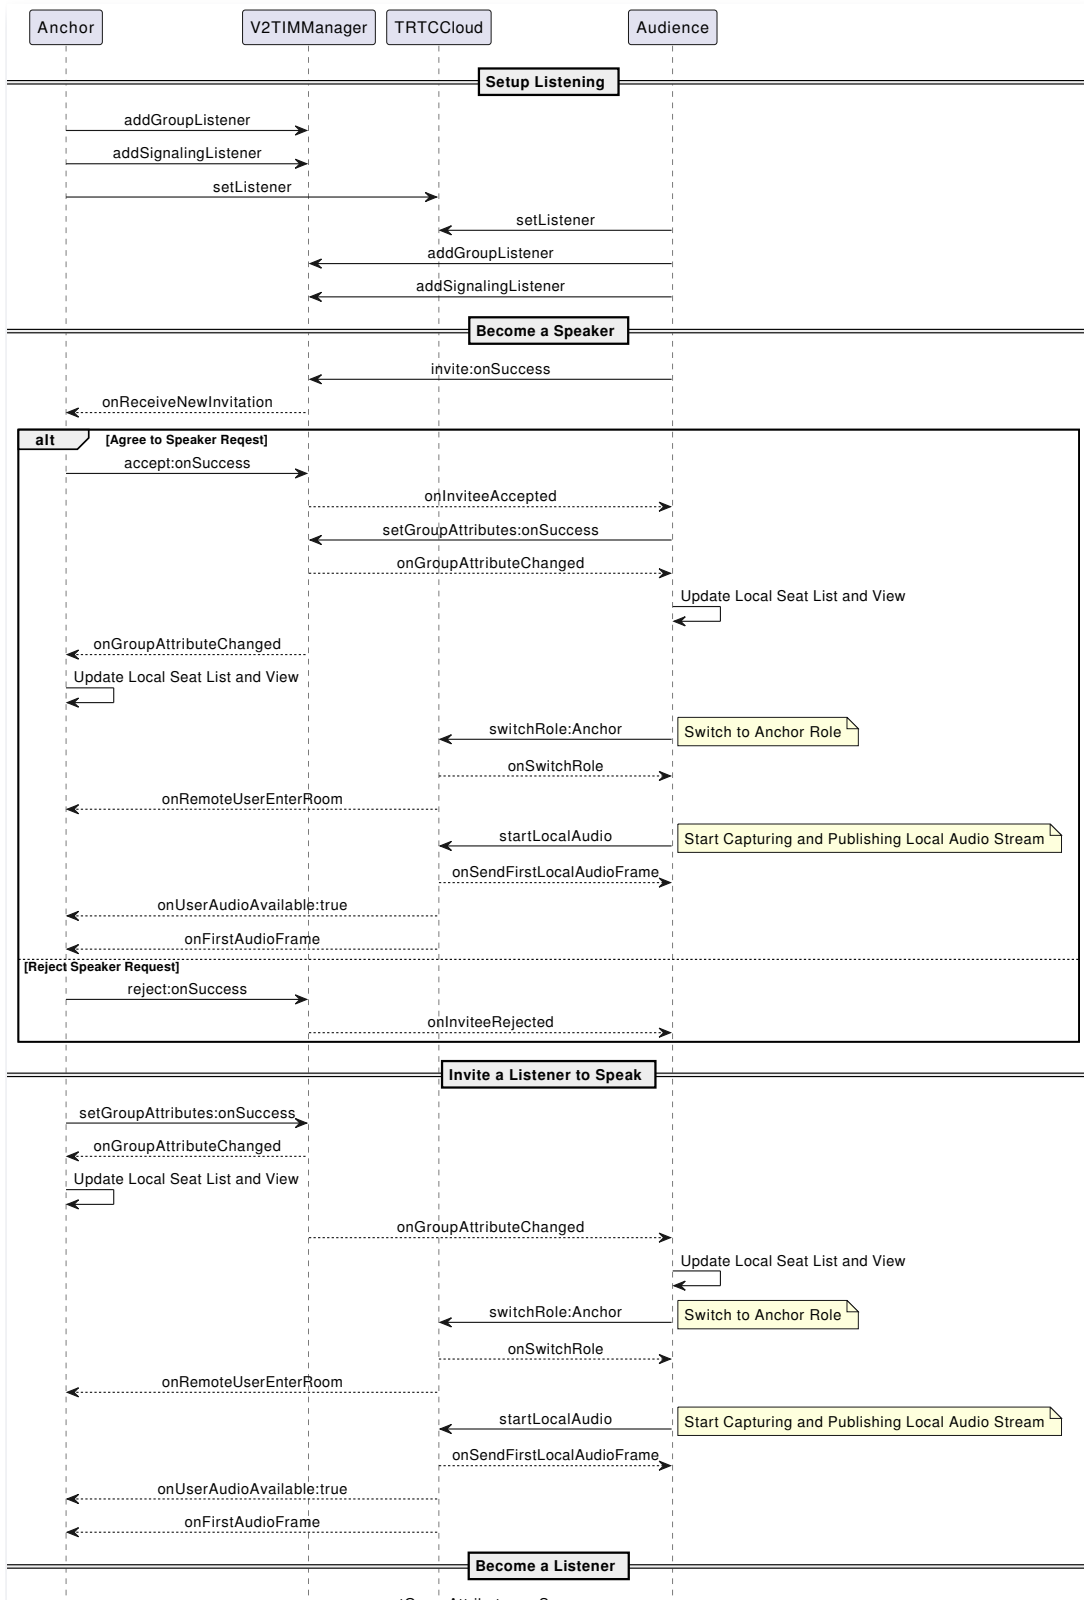 Anchor V2TIMManager TRTCCloud Audience
Setup Listening
addGroupListener
addSignalingListener
setListener
setListener
addGroupListener
addSignalingListener
Become a Speaker
invite:onSuccess
onReceiveNewInvitation
alt [Agree to Speaker Reqest]
accept:onSuccess
onInviteeAccepted
setGroupAttributes:onSuccess
onGroupAttributeChanged
Update Local Seat List and View
onGroupAttributeChanged
Update Local Seat List and View
switchRole:Anchor Switch to Anchor Role
onSwitchRole
onRemoteUserEnterRoom
startLocalAudio Start Capturing and Publishing Local Audio Stream
onSendFirstLocalAudioFrame
onUserAudioAvailable:true
onFirstAudioFrame
[Reject Speaker Request]
reject:onSuccess
onInviteeRejected
Invite a Listener to Speak
setGroupAttributes:onSuccess
onGroupAttributeChanged
Update Local Seat List and View
onGroupAttributeChanged
Update Local Seat List and View
switchRole:Anchor Switch to Anchor Role
onSwitchRole
onRemoteUserEnterRoom
startLocalAudio Start Capturing and Publishing Local Audio Stream
onSendFirstLocalAudioFrame
onUserAudioAvailable:true
onFirstAudioFrame
Become a Listener